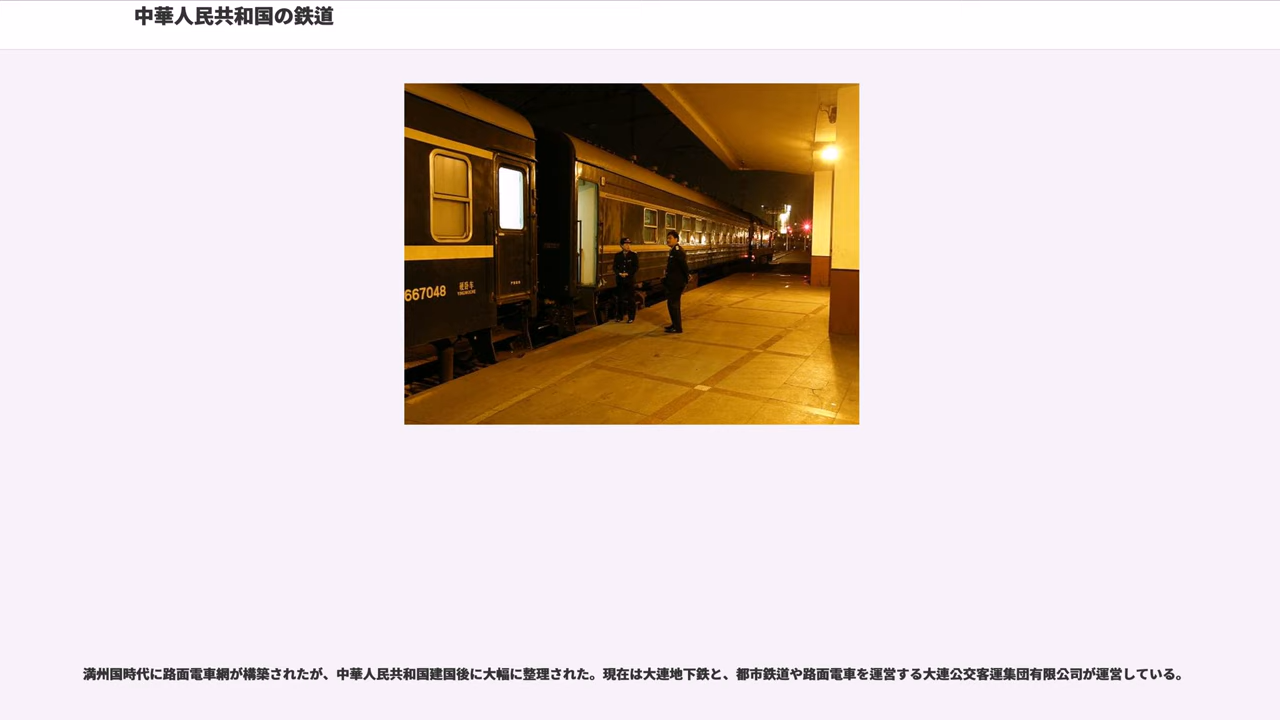 中華人民共和国の鉄道
667048
硬卧车
YINGWOCHE
満州国時代に路面電車網が構築されたが、中華人民共和国建国後に大幅に整理された。現在は大連地下鉄と、都市鉄道や路面電車を運営する大連公交客運集団有限公司が運営している。